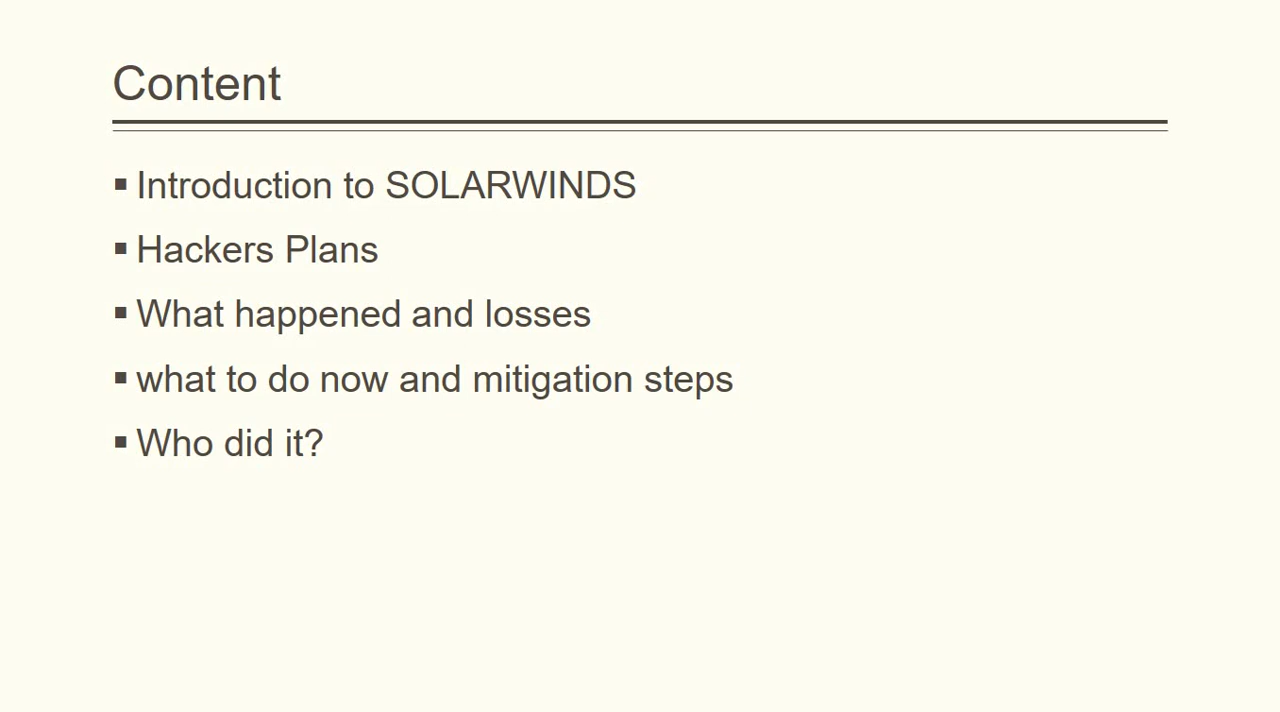 Content
▪ Introduction to SOLARWINDS
▪ Hackers Plans
▪ What happened and losses
▪ what to do now and mitigation steps
▪ Who did it?